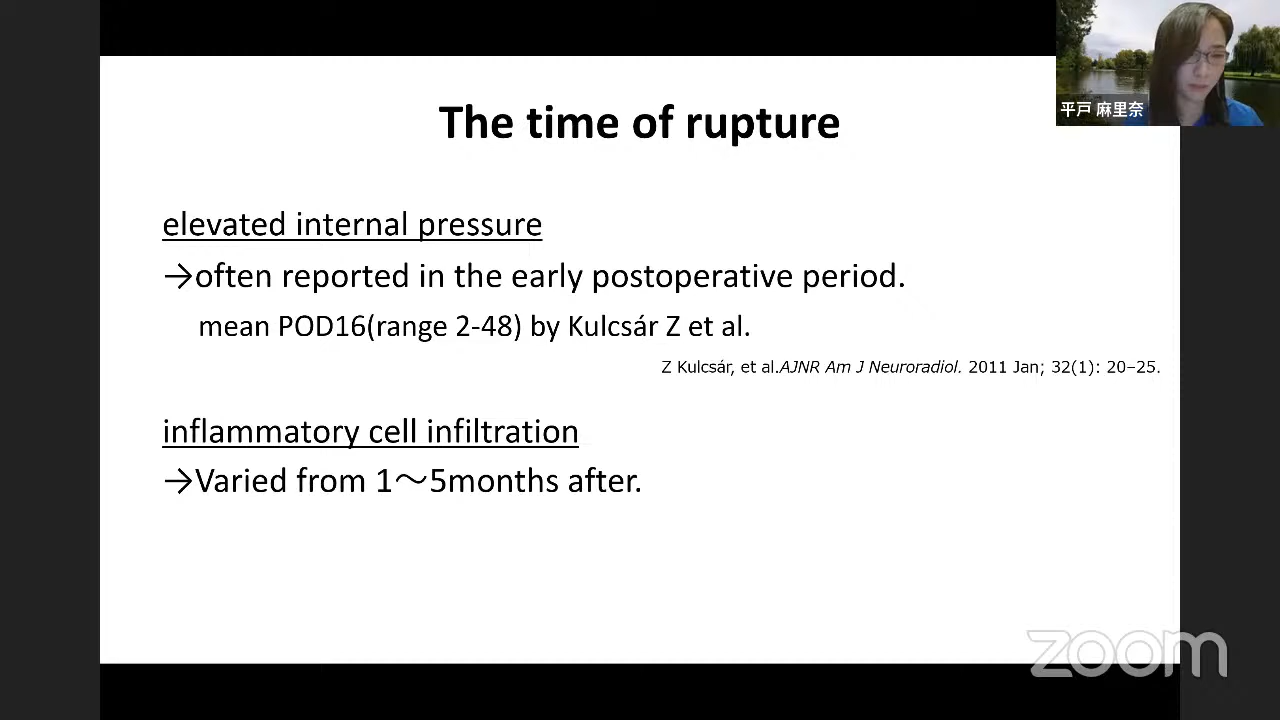 The time of rupture
平戸 麻里奈
elevated internal pressure
→often reported in the early postoperative period.
mean POD16(range 2-48) by Kulcsár Z et al.
Z Kulcsár, et al.AJNR Am J Neuroradiol. 2011 Jan; 32(1): 20–25.
inflammatory cell infiltration
→Varied from 1～5months after.
zoom